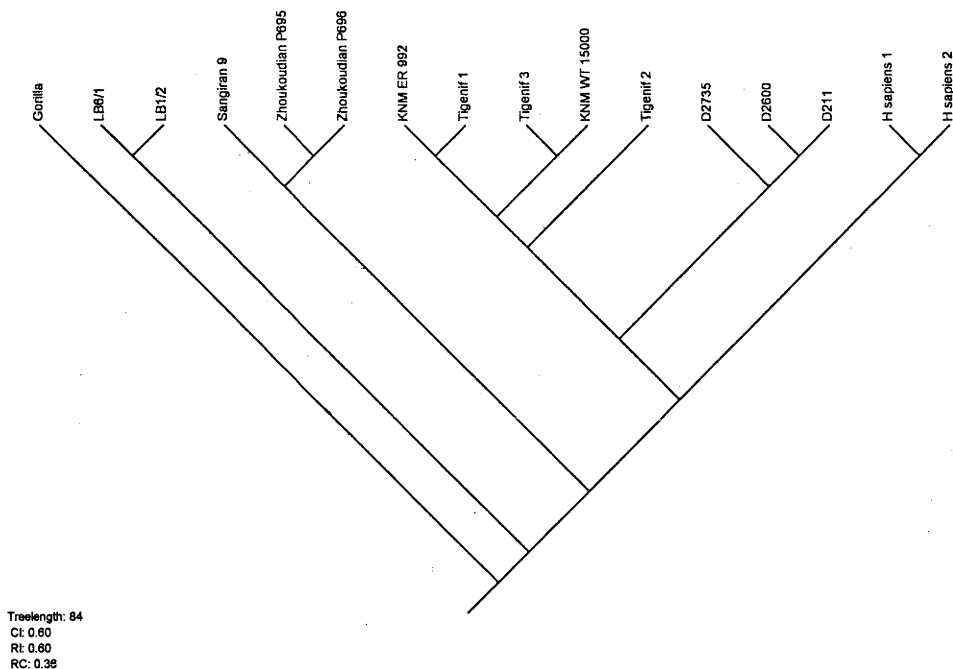 Gorilla
LB6/1
LB1/2
Sangiran 9
Zhoukoudian P695
Zhoukoudian P696
KNM ER 992
Tigenif 1
Tigenif 3
KNM WT 15000
Tigenif 2
D2735
D2600
D211
H sapiens 1
H sapiens 2
Treelength: 84
CI: 0.60
RI: 0.60
RC: 0.36